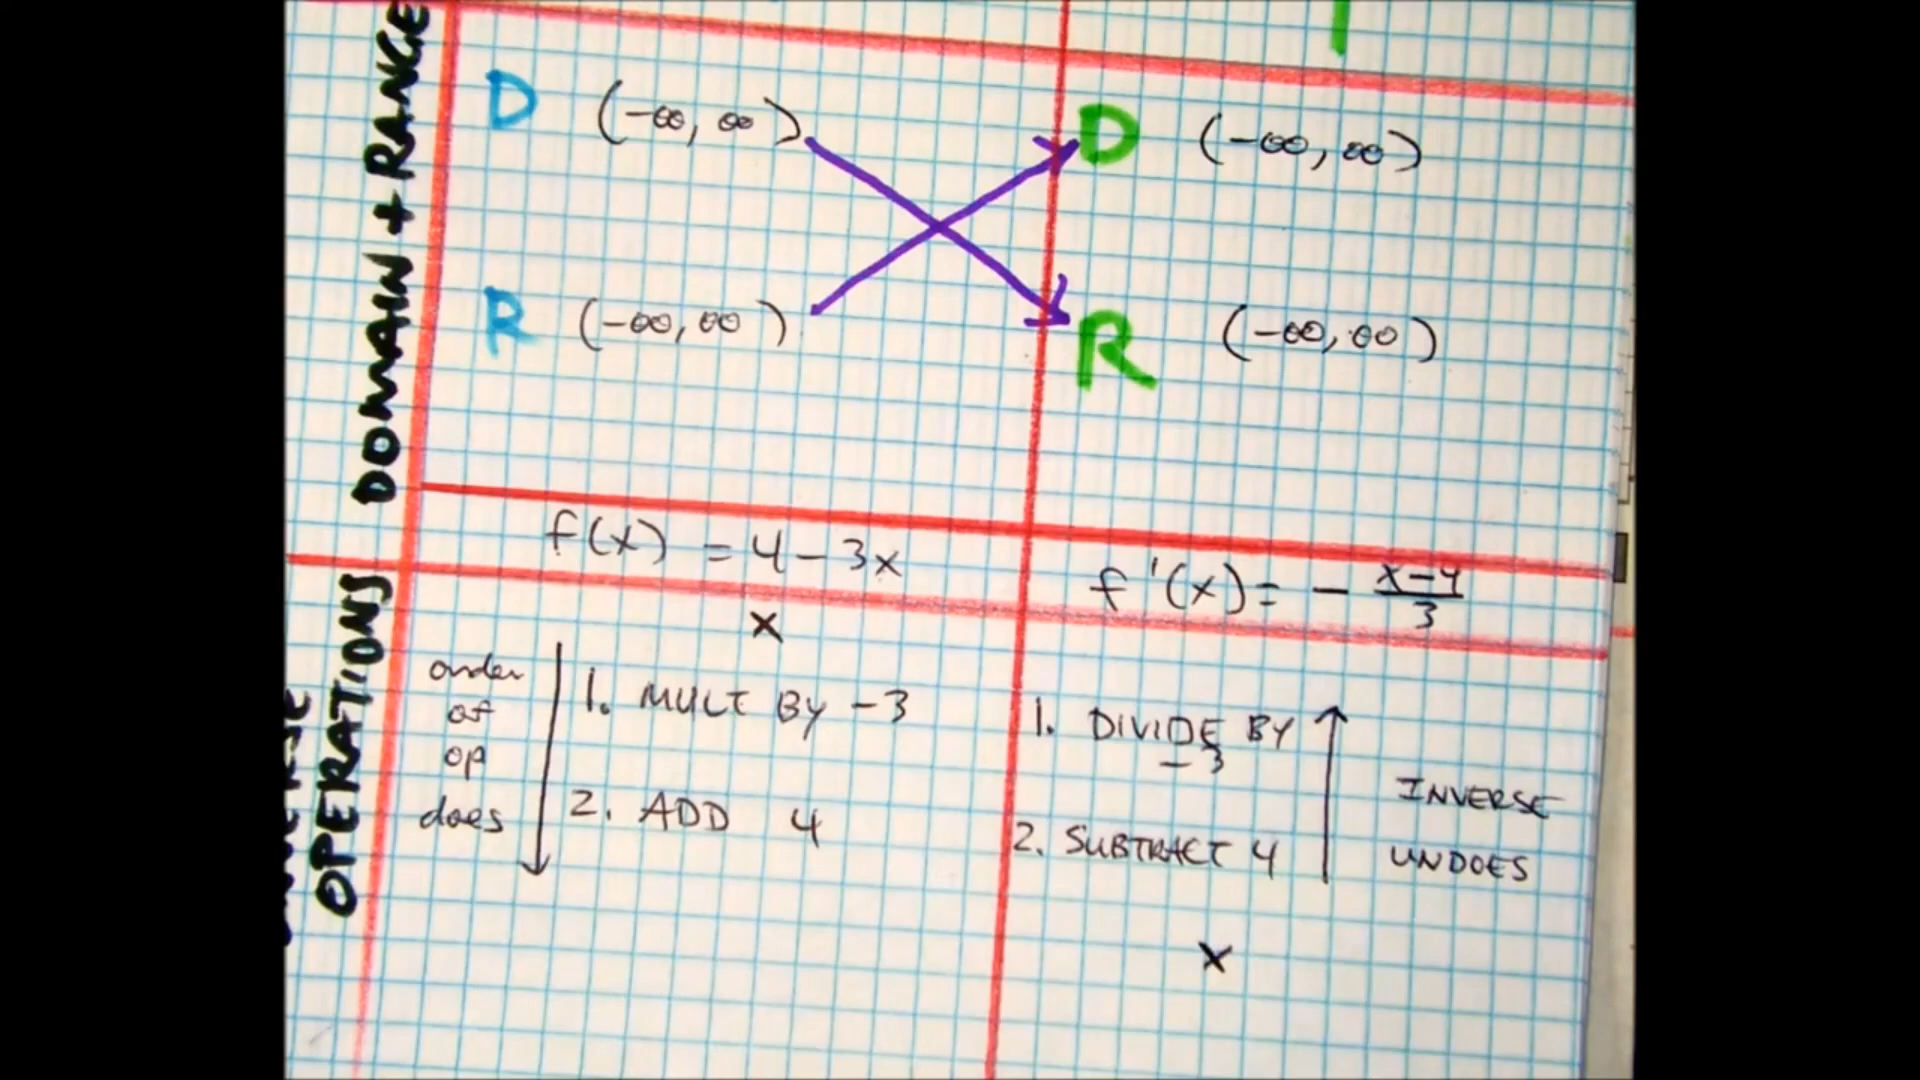 DOMAIN + RANGE
D (-∞, ∞)
R (-∞, ∞)
D (-∞, ∞)
R (-∞, ∞)
OPERATIONS
f(x) = 4 - 3x
x
order
of
op
does
1. MULT BY -3
2. ADD 4
f'(x) = - (x-4)/3
1. DIVIDE BY
-3
2. SUBTRACT 4
INVERSE
UNDOES
x